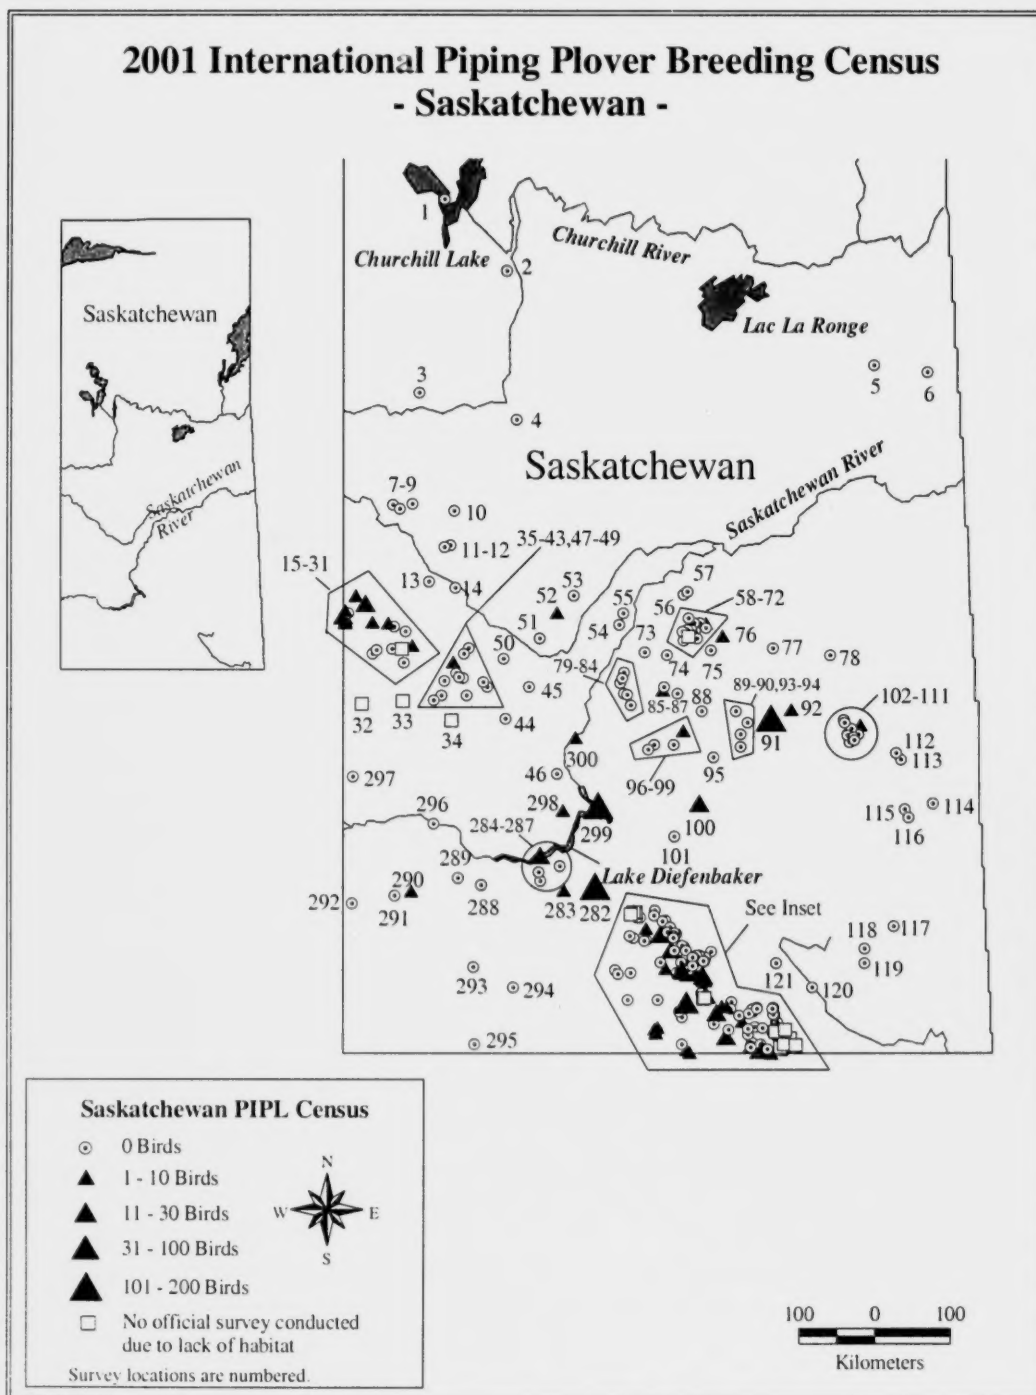 2001 International Piping Plover Breeding Census
- Saskatchewan -
Saskatchewan
Saskatchewan
River
1
Churchill Lake
2
Churchill River
Lac La Ronge
3
4
5
6
Saskatchewan
Saskatchewan River
7-9
10
11-12
35-43,47-49
15-31
13
14
53
52
51
50
57
56
55
54
58-72
73
74
75
76
77
78
79-84
45
44
85-87
88
89-90,93-94
91
92
102-111
32
33
34
300
96-99
95
112
113
297
46
298
299
100
101
114
115
116
296
284-287
289
290
291
292
288
283
282
Lake Diefenbaker
See Inset
117
118
119
121
120
293
294
295
Saskatchewan PIPL Census
0 Birds
1 - 10 Birds
11 - 30 Birds
31 - 100 Birds
101 - 200 Birds
No official survey conducted
due to lack of habitat
Survey locations are numbered.
N
W
E
S
100 0 100
Kilometers